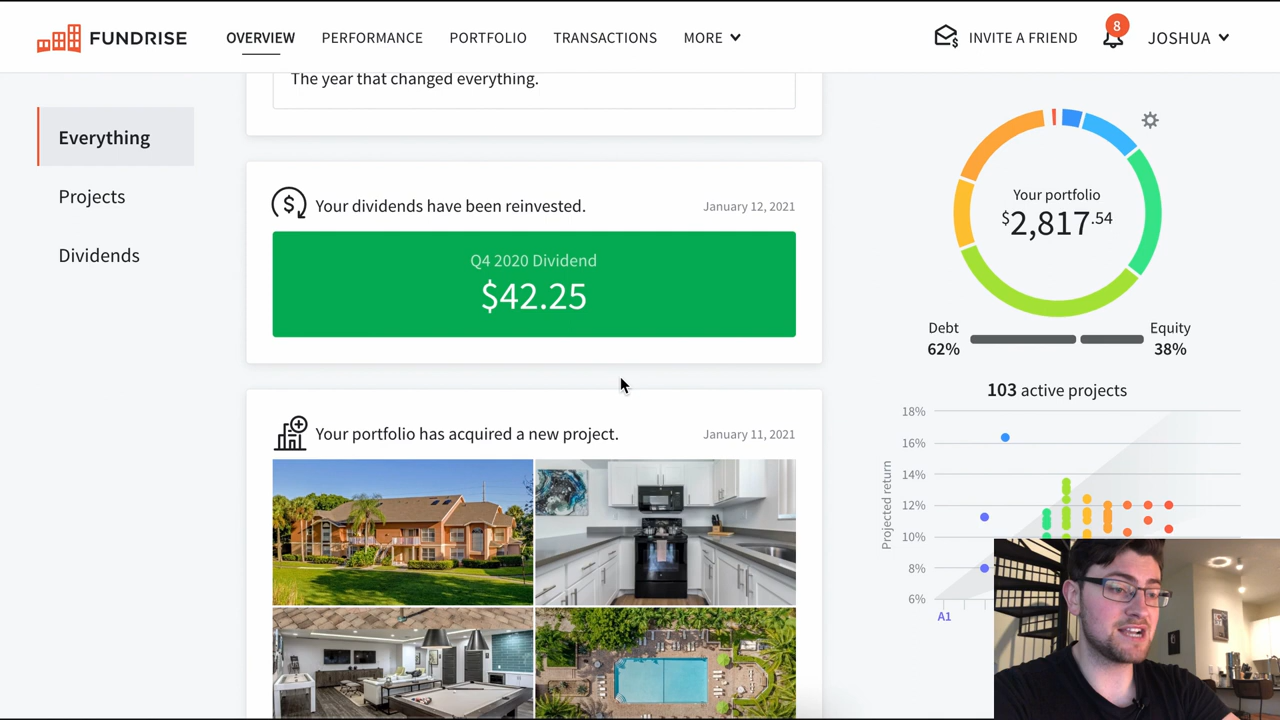 FUNDRISE
OVERVIEW
PERFORMANCE
PORTFOLIO
TRANSACTIONS
MORE
INVITE A FRIEND
8
JOSHUA
The year that changed everything.
Everything
Projects
Dividends
Your dividends have been reinvested.
January 12, 2021
Q4 2020 Dividend
$42.25
Your portfolio has acquired a new project.
January 11, 2021
Your portfolio
$2,817.54
Debt
62%
Equity
38%
103 active projects
Projected return
18%
16%
14%
12%
10%
8%
6%
A1